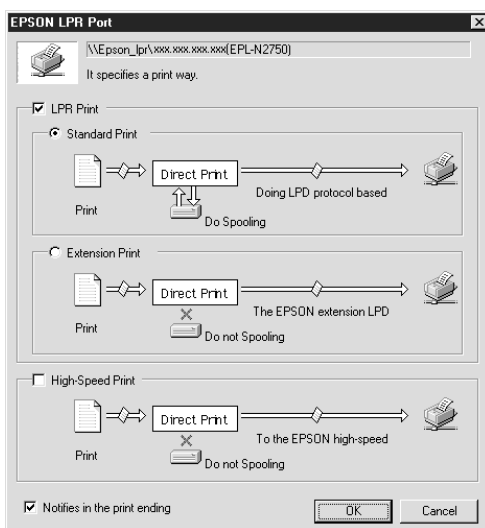 EPSON LPR Port
\\Epson_lpr\xxx.xxx.xxx.xxx(EPL-N2750)
It specifies a print way.
LPR Print
Standard Print
Direct Print
Doing LPD protocol based
Print
Do Spooling
Extension Print
Direct Print
The EPSON extension LPD
Print
Do not Spooling
High-Speed Print
Direct Print
To the EPSON high-speed
Print
Do not Spooling
Notifies in the print ending
OK
Cancel